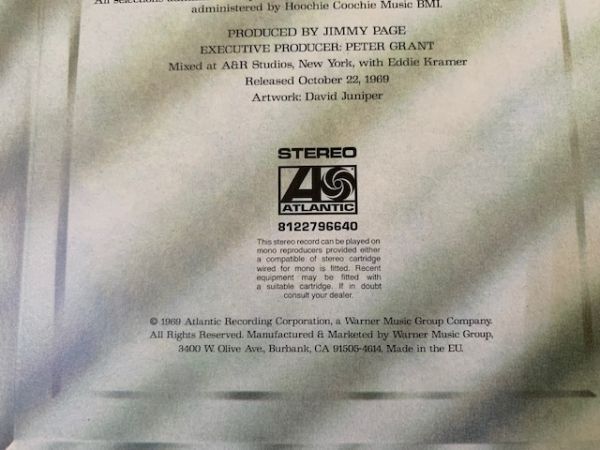 All selections
administered by Hoochie Coochie Music BMI.
PRODUCED BY JIMMY PAGE
EXECUTIVE PRODUCER: PETER GRANT
Mixed at A&R Studios, New York, with Eddie Kramer
Released October 22, 1969
Artwork: David Juniper
STEREO
ATLANTIC
8122796640
This stereo record can be played on
mono reproducers provided either
a compatible of stereo cartridge
wired for mono is fitted. Recent
equipment may be fitted with
a suitable cartridge. If in doubt
consult your dealer.
© 1969 Atlantic Recording Corporation, a Warner Music Group Company.
All Rights Reserved. Manufactured & Marketed by Warner Music Group,
3400 W. Olive Ave., Burbank, CA 91505-4614. Made in the EU.